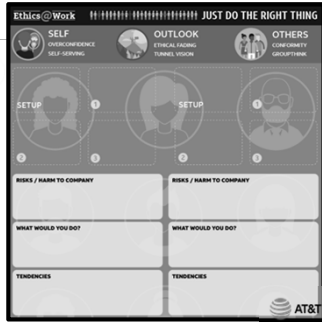 Ethics@Work JUST DO THE RIGHT THING
SELF
OVERCONFIDENCE
SELF-SERVING
OUTLOOK
ETHICAL FADING
TUNNEL VISION
OTHERS
CONFORMITY
GROUPTHINK
SETUP 1 SETUP 1
2 3 2 3
RISKS / HARM TO COMPANY RISKS / HARM TO COMPANY
WHAT WOULD YOU DO? WHAT WOULD YOU DO?
TENDENCIES TENDENCIES
AT&T